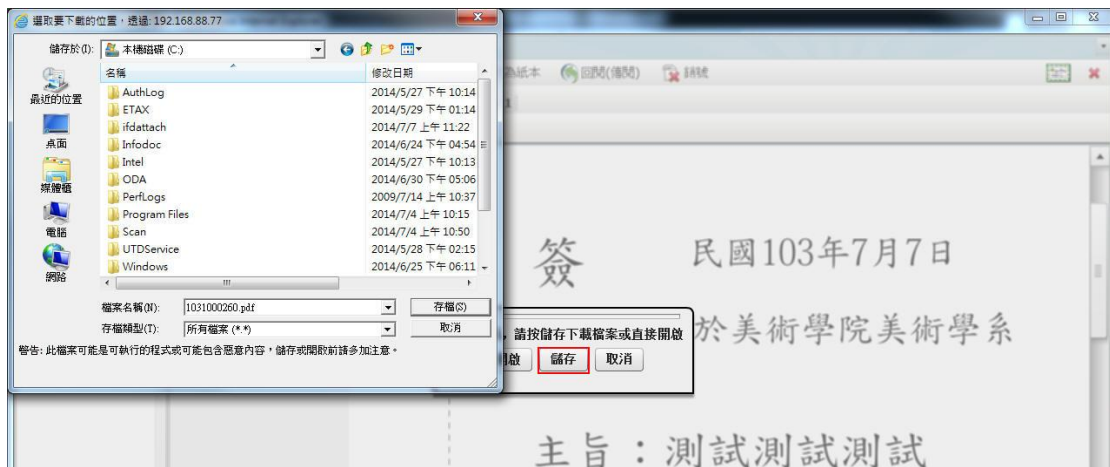 選取要下載的位置，透過: 192.168.88.77
儲存於(I): 本機磁碟 (C:)
名稱 修改日期
AuthLog 2014/5/27 下午 10:14
ETAX 2014/5/29 下午 01:14
ifdattach 2014/7/7 上午 11:22
Infodoc 2014/6/24 下午 04:54
Intel 2014/5/27 下午 10:13
ODA 2014/6/30 下午 05:06
PerfLogs 2009/7/14 上午 10:37
Program Files 2014/7/4 上午 10:15
Scan 2014/7/4 上午 10:50
UTDService 2014/5/28 下午 02:15
Windows 2014/6/25 下午 06:11
最近的位置
桌面
媒體櫃
電腦
網路
檔案名稱(N): 1031000260.pdf 存檔(S)
存檔類型(T): 所有檔案 (*.*) 取消
警告: 此檔案可能是可執行的程式或可能包含惡意內容，儲存或開啟前請多加注意。
紙本 回閱(傳閱) 銷號
簽 民國103年7月7日
於美術學院美術學系
，請按儲存下載檔案或直接開啟
啟 儲存 取消
主旨：測試測試測試